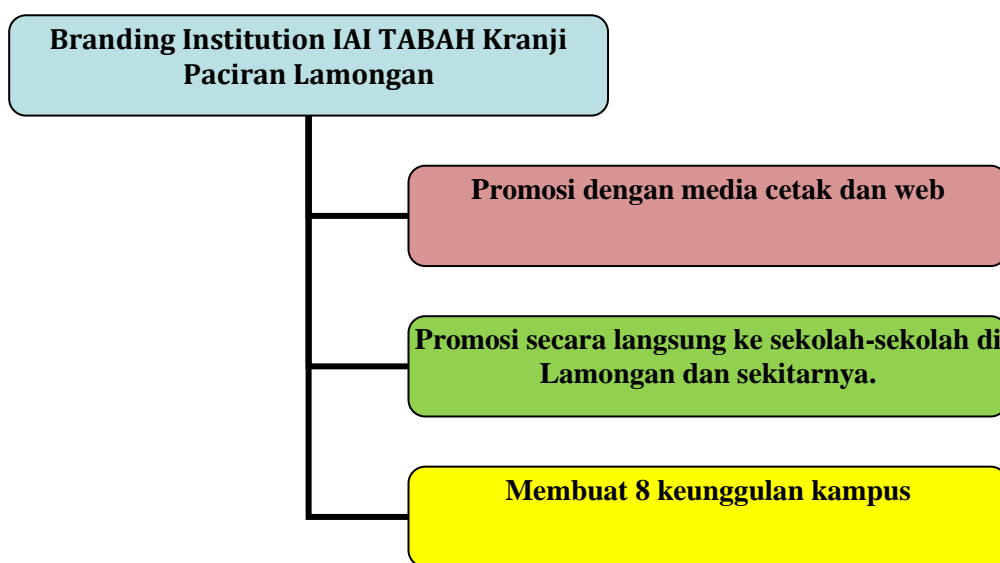 Branding Institution IAI TABAH Kranji
Paciran Lamongan
Promosi dengan media cetak dan web
Promosi secara langsung ke sekolah-sekolah di
Lamongan dan sekitarnya.
Membuat 8 keunggulan kampus